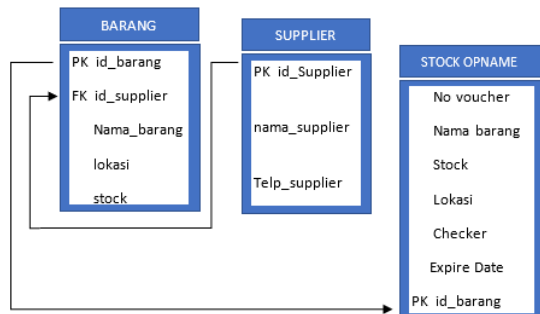 BARANG
PK id_barang
FK id_supplier
Nama_barang
lokasi
stock
SUPPLIER
PK id_Supplier
nama_supplier
Telp_supplier
STOCK OPNAME
No voucher
Nama barang
Stock
Lokasi
Checker
Expire Date
PK id_barang